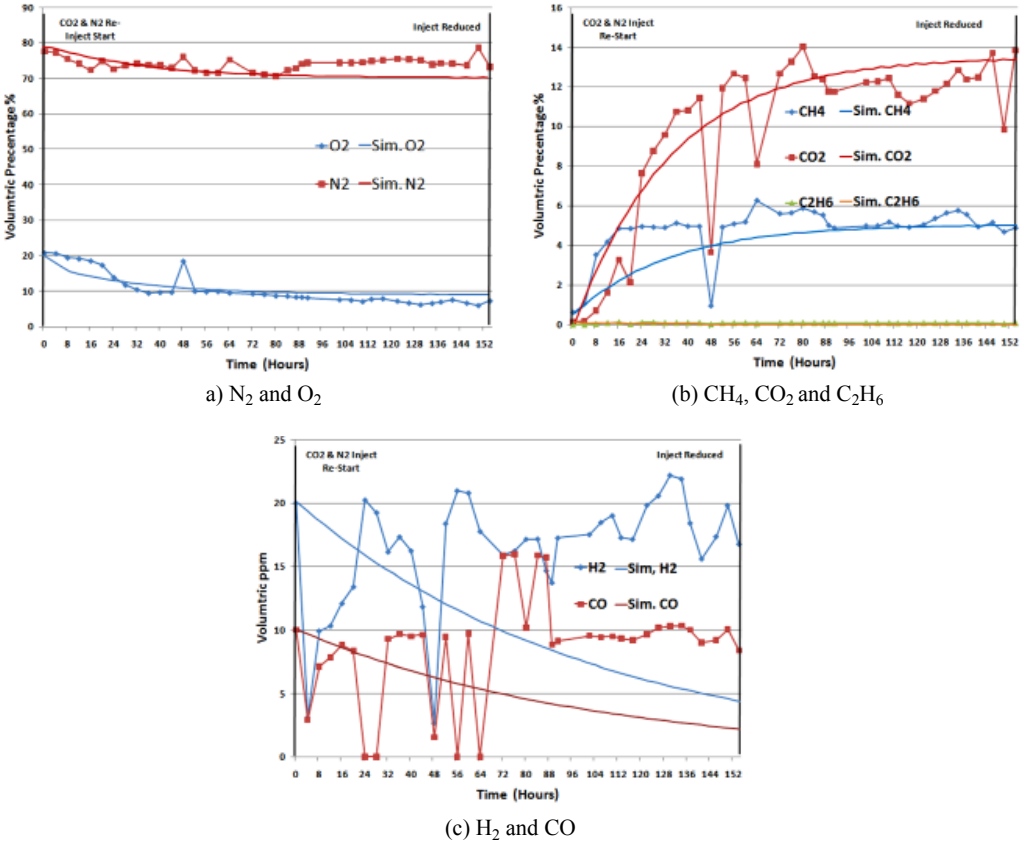 CO2 & N2 Re-
Inject Start
Inject Reduced
Volumtric Precentage%
90
80
70
60
50
40
30
20
10
0
O2
Sim. O2
N2
Sim. N2
0 8 16 24 32 40 48 56 64 72 80 88 96 104 112 120 128 136 144 152
Time (Hours)
a) N2 and O2
CO2 & N2 Inject
Re-Start
Inject Reduced
Volumtric Precentage%
16
14
12
10
8
6
4
2
0
CH4
Sim. CH4
CO2
Sim. CO2
C2H6
Sim. C2H6
0 8 16 24 32 40 48 56 64 72 80 88 96 104 112 120 128 136 144 152
Time (Hours)
(b) CH4, CO2 and C2H6
CO2 & N2 Inject
Re-Start
Inject Reduced
Volumtric ppm
25
20
15
10
5
0
H2
Sim, H2
CO
Sim. CO
0 8 16 24 32 40 48 56 64 72 80 88 96 104 112 120 128 136 144 152
Time (Hours)
(c) H2 and CO